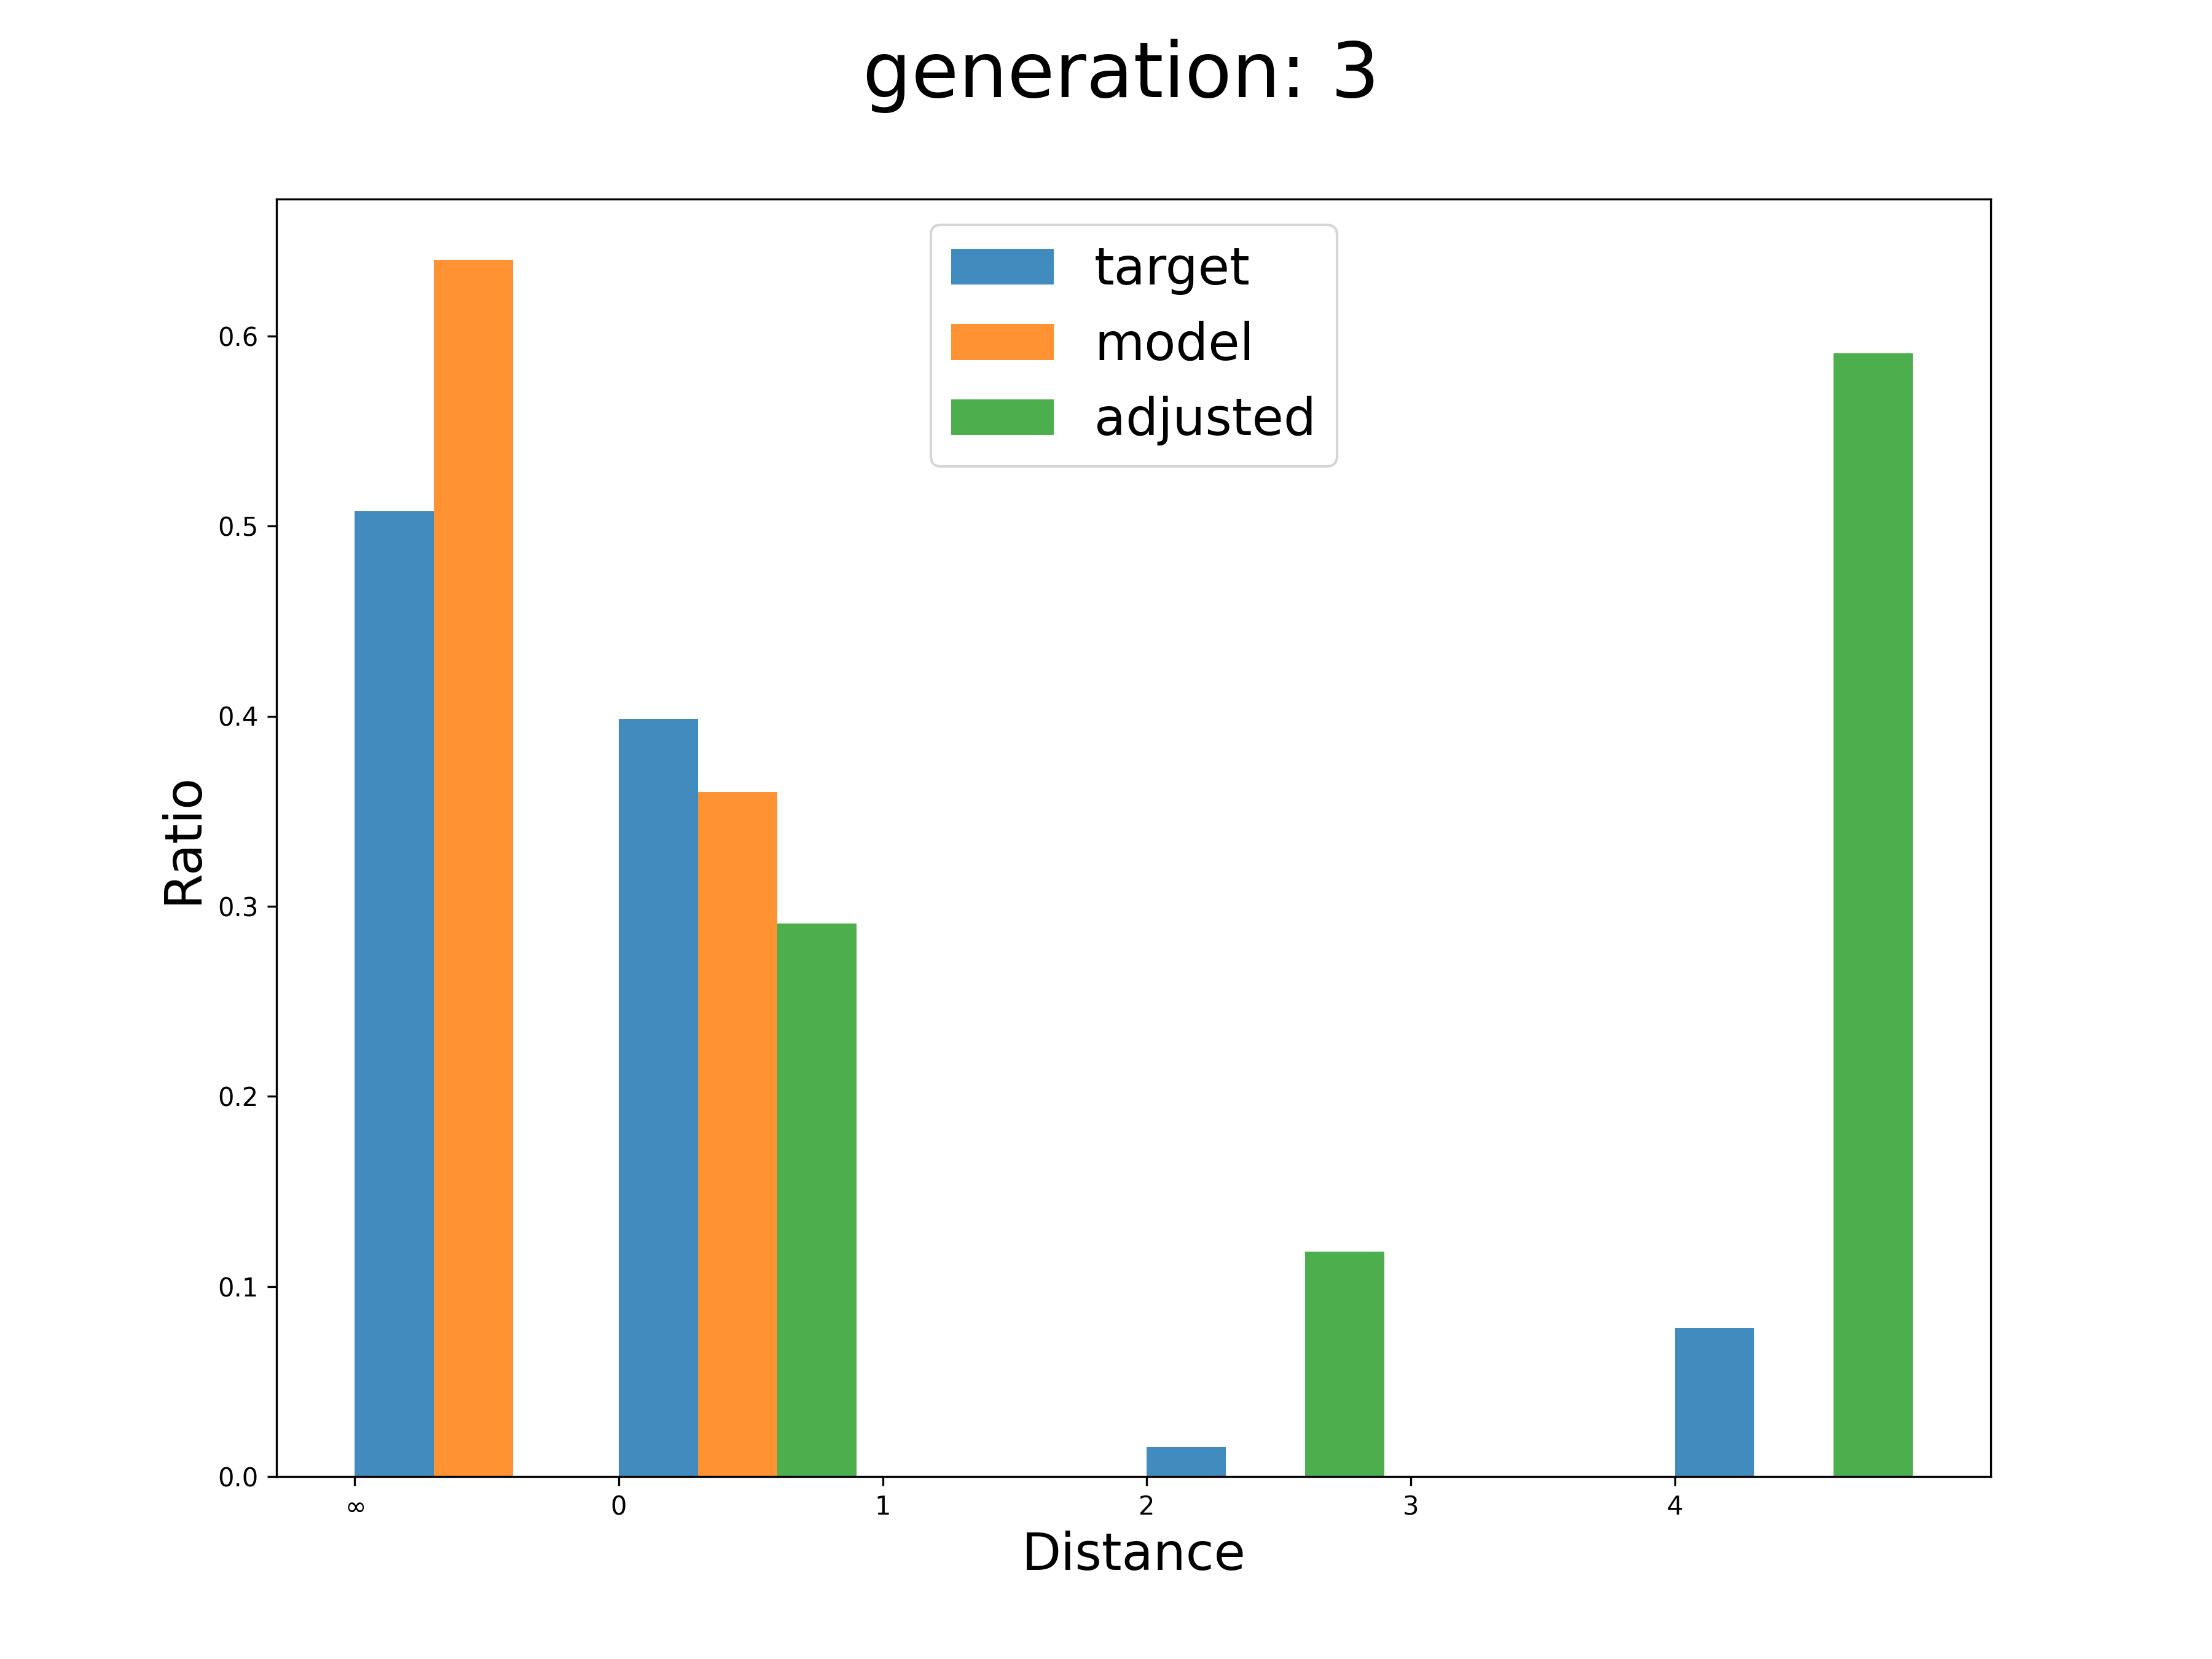 generation: 3
target
model
adjusted
Ratio
0.6
0.5
0.4
0.3
0.2
0.1
0.0
∞ 0 1 2 3 4
Distance